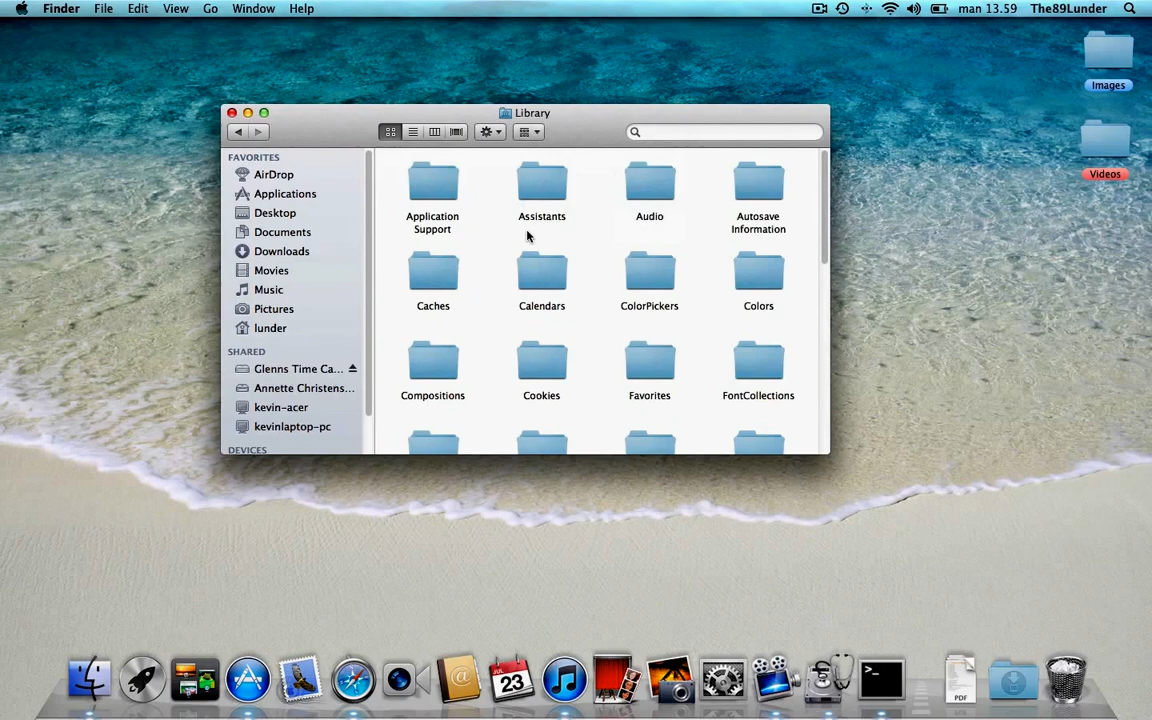 Finder File Edit View Go Window Help man 13.59 The89Lunder
Images
Videos
Library
FAVORITES
AirDrop
Applications
Desktop
Documents
Downloads
Movies
Music
Pictures
lunder
SHARED
Glenns Time Ca...
Annette Christens...
kevin-acer
kevinlaptop-pc
DEVICES
Application
Support
Assistants
Audio
Autosave
Information
Caches
Calendars
ColorPickers
Colors
Compositions
Cookies
Favorites
FontCollections
JUL
23
>_
PDF